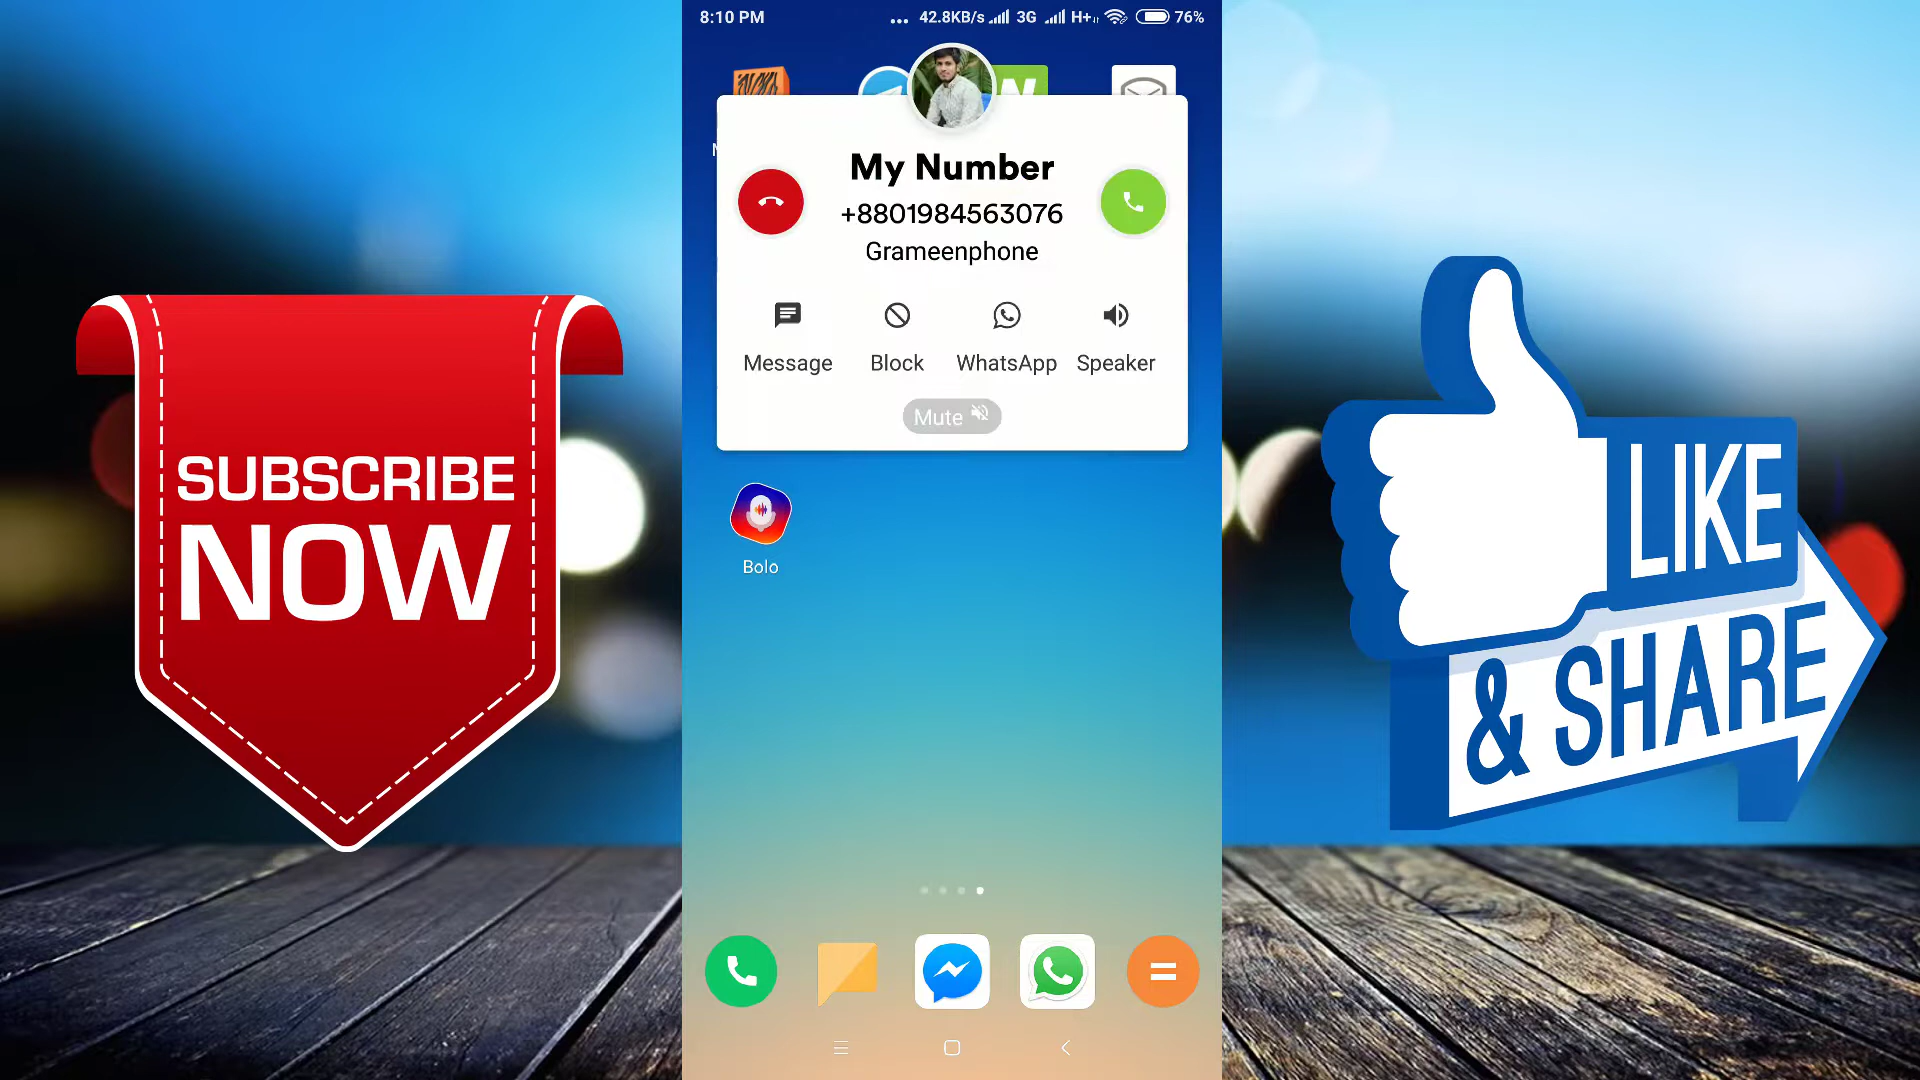 8:10 PM
... 42.8KB/s 3G H+ 76%
My Number
+8801984563076
Grameenphone
Message
Block
WhatsApp
Speaker
Mute
Bolo
SUBSCRIBE
NOW
LIKE
& SHARE